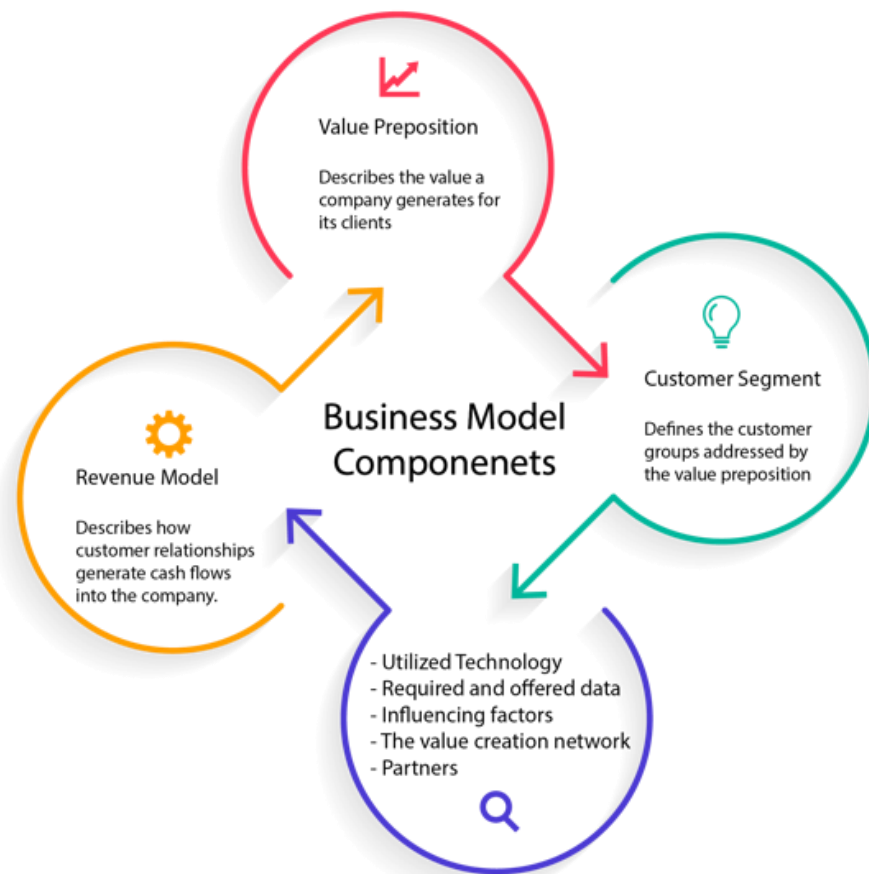 Value Preposition
Describes the value a
company generates for
its clients
Customer Segment
Defines the customer
groups addressed by
the value preposition
Business Model
Componenets
Revenue Model
Describes how
customer relationships
generate cash flows
into the company.
- Utilized Technology
- Required and offered data
- Influencing factors
- The value creation network
- Partners